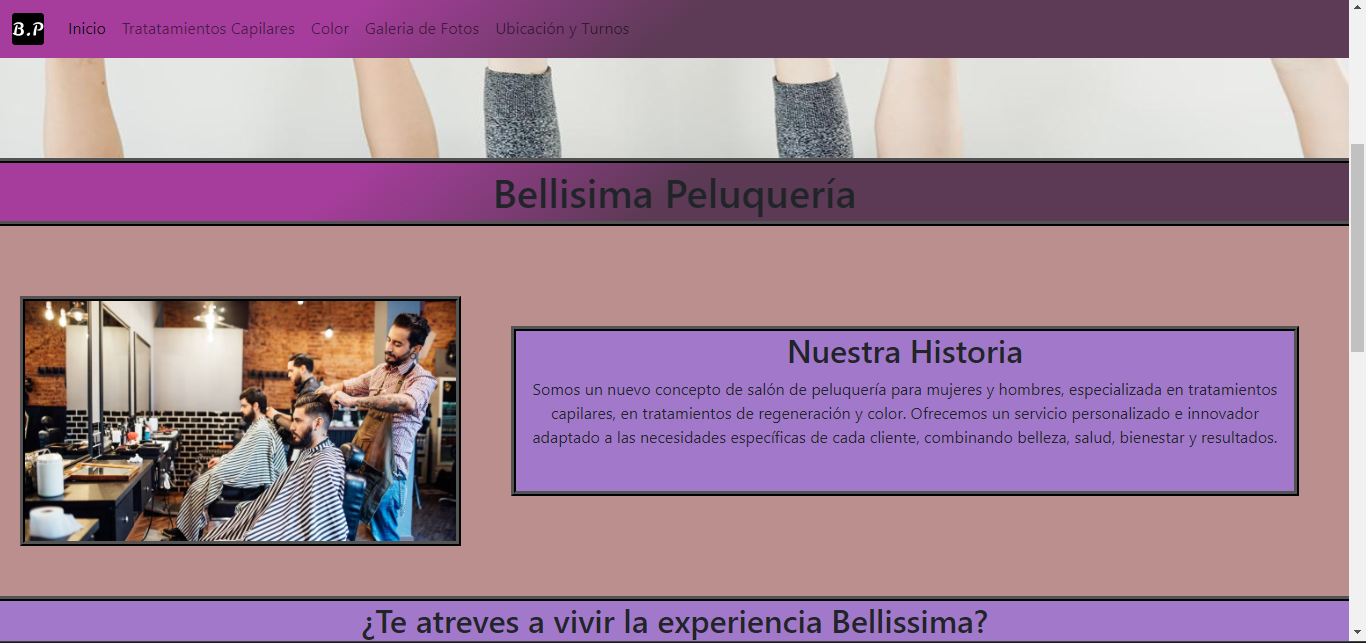 B.P Inicio Tratatamientos Capilares Color Galeria de Fotos Ubicación y Turnos
Bellisima Peluquería
Nuestra Historia
Somos un nuevo concepto de salón de peluquería para mujeres y hombres, especializada en tratamientos
capilares, en tratamientos de regeneración y color. Ofrecemos un servicio personalizado e innovador
adaptado a las necesidades específicas de cada cliente, combinando belleza, salud, bienestar y resultados.
¿Te atreves a vivir la experiencia Bellissima?